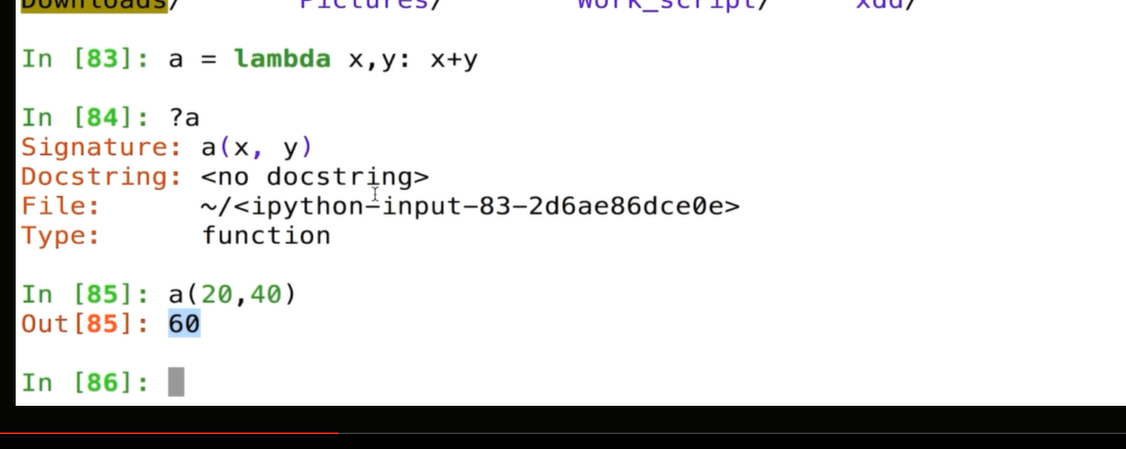 Downloads/ Pictures/ Work_script/ xdd/
In [83]: a = lambda x,y: x+y
In [84]: ?a
Signature: a(x, y)
Docstring: <no docstring>
File: ~/<ipython-input-83-2d6ae86dce0e>
Type: function
In [85]: a(20,40)
Out[85]: 60
In [86]: